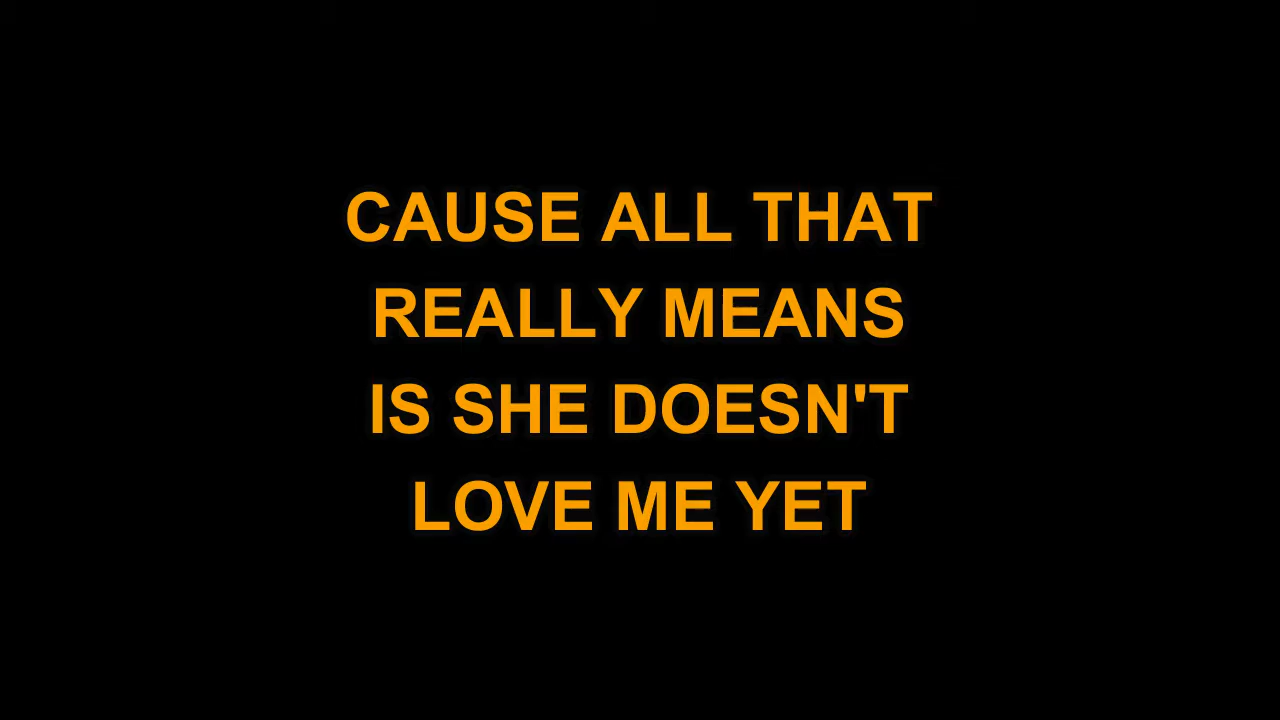 CAUSE ALL THAT
REALLY MEANS
IS SHE DOESN'T
LOVE ME YET